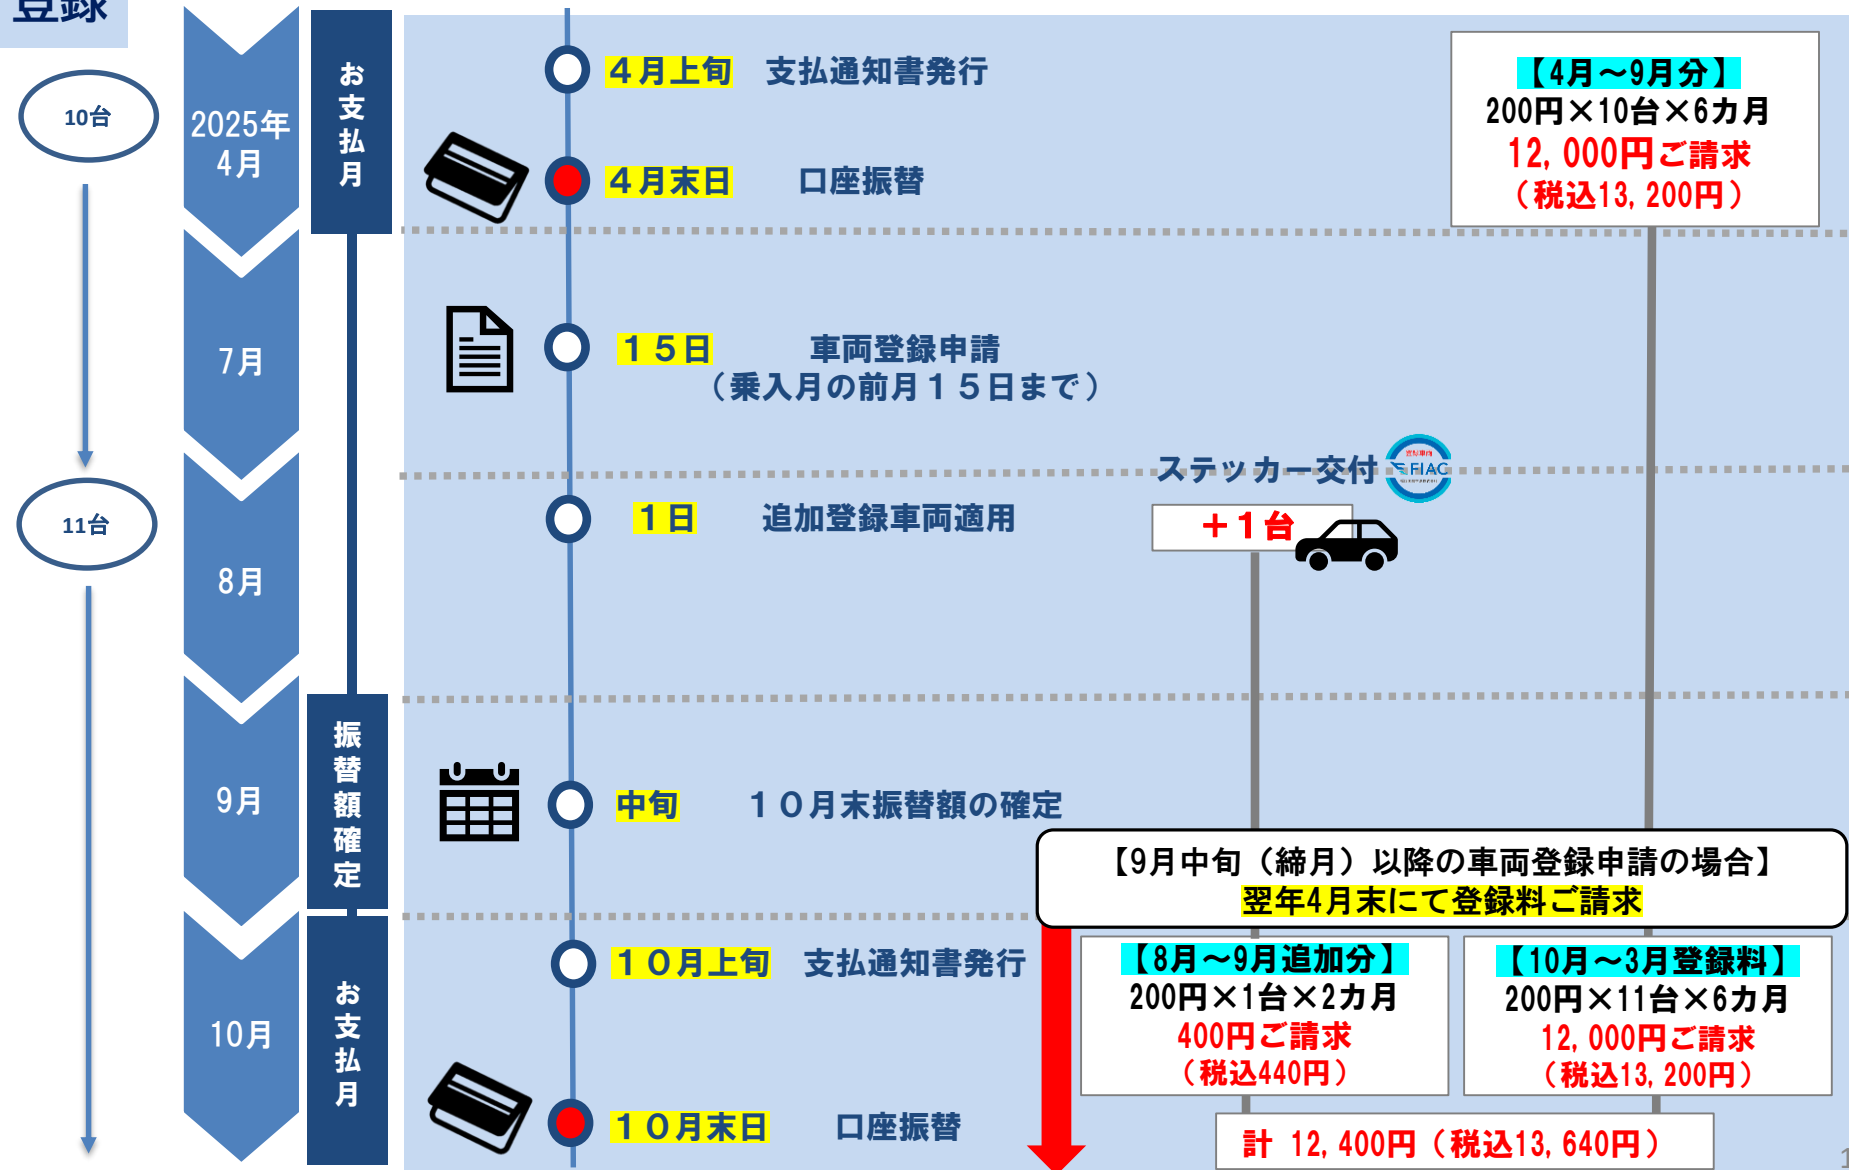 登録
10台
11台
2025年
4月
7月
8月
9月
10月
お支払月
振替額確定
お支払月
４月上旬 支払通知書発行
４月末日 口座振替
【4月～9月分】
200円×10台×6カ月
12,000円ご請求
（税込13,200円）
１５日 車両登録申請
（乗入月の前月１５日まで）
ステッカー交付
登録車両
FIAC
１日 追加登録車両適用
＋１台
中旬 １０月末振替額の確定
【9月中旬（締月）以降の車両登録申請の場合】
翌年4月末にて登録料ご請求
１０月上旬 支払通知書発行
１０月末日 口座振替
【8月～9月追加分】
200円×1台×2カ月
400円ご請求
（税込440円）
【10月～3月登録料】
200円×11台×6カ月
12,000円ご請求
（税込13,200円）
計 12,400円（税込13,640円）